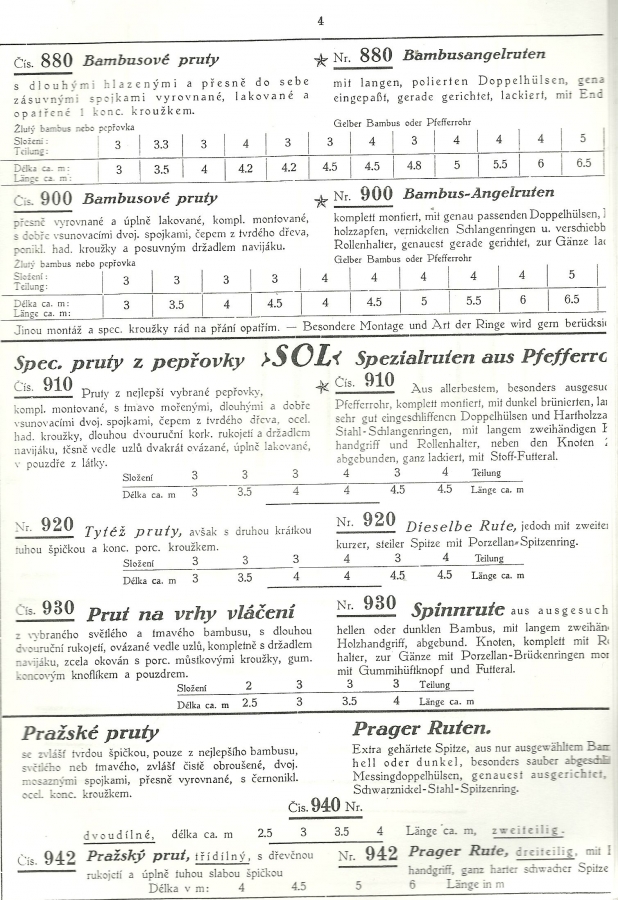 4
Čís. 880 Bambusové pruty
s dlouhými hlazenými a přesně do sebe
zásuvnými spojkami vyrovnané, lakované a
opatřené 1 konc. kroužkem.
Nr. 880 Bambusangelruten
mit langen, polierten Doppelhülsen, gena
eingepaßt, gerade gerichtet, lackiert, mit End
Žlutý bambus nebo pepřovka
Gelber Bambus oder Pfefferrohr
Složení: Teilung: 3 3.3 3 4 3 3 4 3 4 4 5
Délka ca. m: Länge ca. m: 3 3.5 4 4.2 4.2 4.5 4.5 4.8 5 5.5 6 6.5
Čís. 900 Bambusové pruty
přesně vyrovnané a úplně lakované, kompl. montované,
s dobře vsunovacími dvoj. spojkami, čepem z tvrdého dřeva,
ponikl. had. kroužky a posuvným držadlem navijáku.
Nr. 900 Bambus-Angelruten
komplett montiert, mit genau passenden Doppelhülsen,
holzzapfen, vernickelten Schlangenringen u. verschiebb
Rollenhalter, genauest gerade gerichtet, zur Gänze lac
Žlutý bambus nebo pepřovka
Gelber Bambus oder Pfefferrohr
Složení: Teilung: 3 3 3 3 4 4 4 4 4 5
Délka ca. m: Länge ca. m: 3 3.5 4 4.5 4 4.5 5 5.5 6 6.5
Jinou montáž a spec. kroužky rád na přání opatřím. — Besondere Montage und Art der Ringe wird gern berücksi
Spec. pruty z pepřovky ›SOL‹ Spezialruten aus Pfefferro
Čís. 910 Pruty z nejlepší vybrané pepřovky,
kompl. montované, s tmavo mořenými, dlouhými a dobře
vsunovacími dvoj. spojkami, čepem z tvrdého dřeva, ocel.
had. kroužky, dlouhou dvouruční kork. rukojetí a držadlem
navijáku, těsně vedle uzlů dvakrát ovázané, úplně lakované,
v pouzdře z látky.
Čís. 910 Aus allerbestem, besonders ausgesuc
Pfefferrohr, komplett montiert, mit dunkel brünierten, lan
sehr gut eingeschliffenen Doppelhülsen und Hartholzza
Stahl-Schlangenringen, mit langem zweihändigen
handgriff und Rollenhalter, neben den Knoten
abgebunden, ganz lackiert, mit Stoff-Futteral.
Složení 3 3 3 4 3 4 Teilung
Délka ca. m 3 3.5 4 4 4.5 4.5 Länge ca. m
Nr. 920 Tytéž pruty, avšak s druhou krátkou
tuhou špičkou a konc. porc. kroužkem.
Nr. 920 Dieselbe Rute, jedoch mit zweiter
kurzer, steiler Spitze mit Porzellan-Spitzenring.
Složení 3 3 3 4 3 4 Teilung
Délka ca. m 3 3.5 4 4 4.5 4.5 Länge ca. m
Čís. 930 Prut na vrhy vláčení
z vybraného světlého a tmavého bambusu, s dlouhou
dvouruční rukojetí, ovázané vedle uzlů, kompletně s držadlem
navijáku, zcela okován s porc. můstkovými kroužky, gum.
koncovým knoflíkem a pouzdrem.
Nr. 930 Spinnrute aus ausgesuch
hellen oder dunklen Bambus, mit langem zweihän
Holzhandgriff, abgebund. Knoten, komplett mit Ro
halter, zur Gänze mit Porzellan-Brückenringen mon
mit Gummihüftknopf und Futteral.
Složení 2 3 3 3 Teilung
Délka ca. m 2.5 3 3.5 4 Länge ca. m
Pražské pruty
se zvlášť tvrdou špičkou, pouze z nejlepšího bambusu,
světlého neb tmavého, zvlášť čistě obroušené, dvoj.
mosaznými spojkami, přesně vyrovnané, s černonikl.
ocel. konc. kroužkem.
Prager Ruten.
Extra gehärtete Spitze, aus nur ausgewähltem Bam
hell oder dunkel, besonders sauber abgeschli
Messingdoppelhülsen, genauest ausgerichtet,
Schwarznickel-Stahl-Spitzenring.
Čís. 940 Nr.
dvoudílné, délka ca. m 2.5 3 3.5 4 Länge ca. m, zweiteilig.
Čís. 942 Pražský prut, třídílný, s dřevěnou
rukojetí a úplně tuhou slabou špičkou
Nr. 942 Prager Rute, dreiteilig, mit
handgriff, ganz harter schwacher Spitze
Délka v m: 4 4.5 5 6 Länge in m